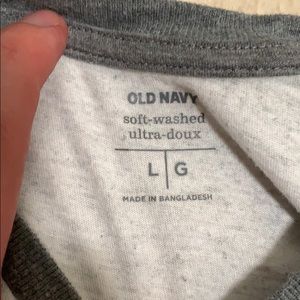 OLD NAVY
soft-washed
ultra-doux
L | G
MADE IN BANGLADESH